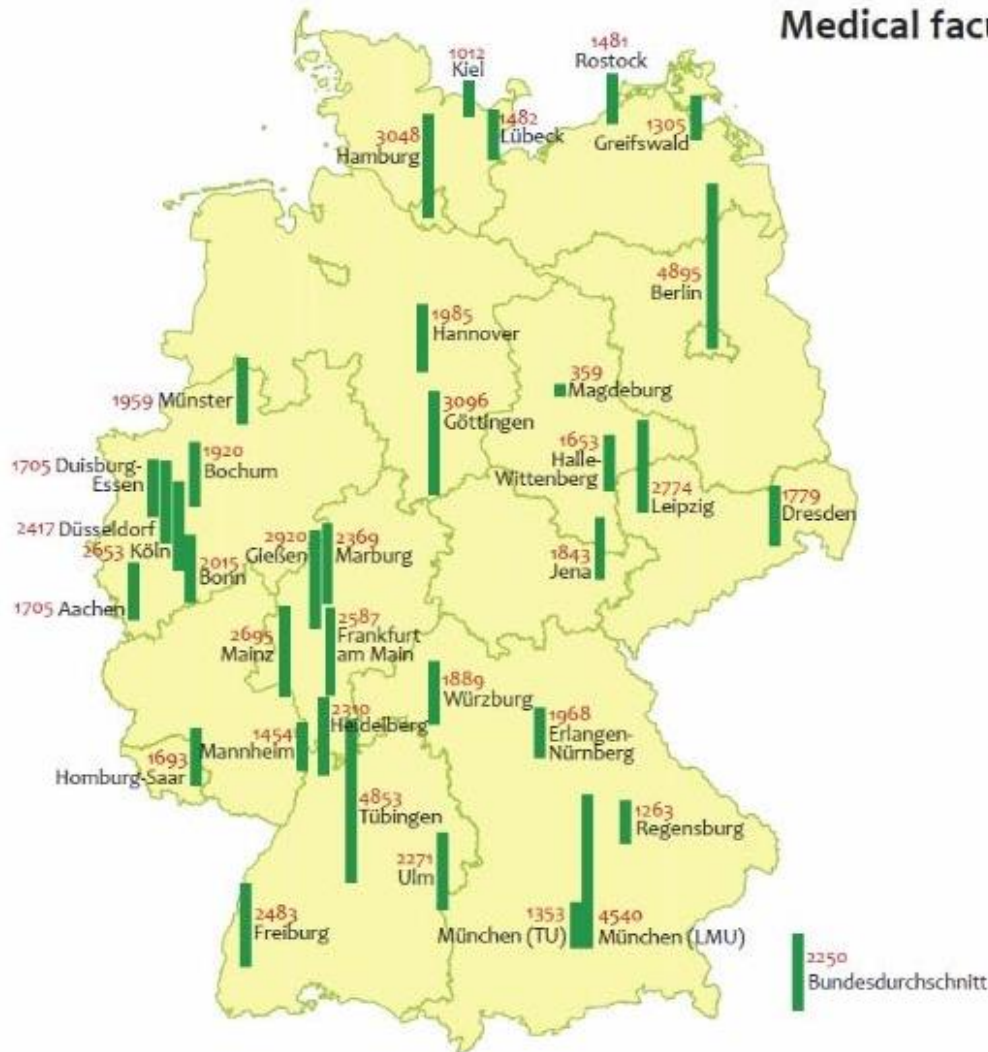 Medical facu
1012
Kiel
1481
Rostock
1482
Lübeck
1305
Greifswald
3048
Hamburg
4895
Berlin
1985
Hannover
359
Magdeburg
1959 Münster
3096
Göttingen
1653
Halle-
Wittenberg
1920
Bochum
1705 Duisburg-
Essen
2774
Leipzig
1779
Dresden
2417 Düsseldorf
2653 Köln
2015
Bonn
2920
Gießen
2369
Marburg
1843
Jena
1705 Aachen
2587
Frankfurt
am Main
2695
Mainz
1889
Würzburg
2310
Heidelberg
1968
Erlangen-
Nürnberg
1454
Mannheim
1693
Homburg-Saar
4853
Tübingen
1263
Regensburg
2271
Ulm
2483
Freiburg
1353
München (TU)
4540
München (LMU)
2250
Bundesdurchschnitt